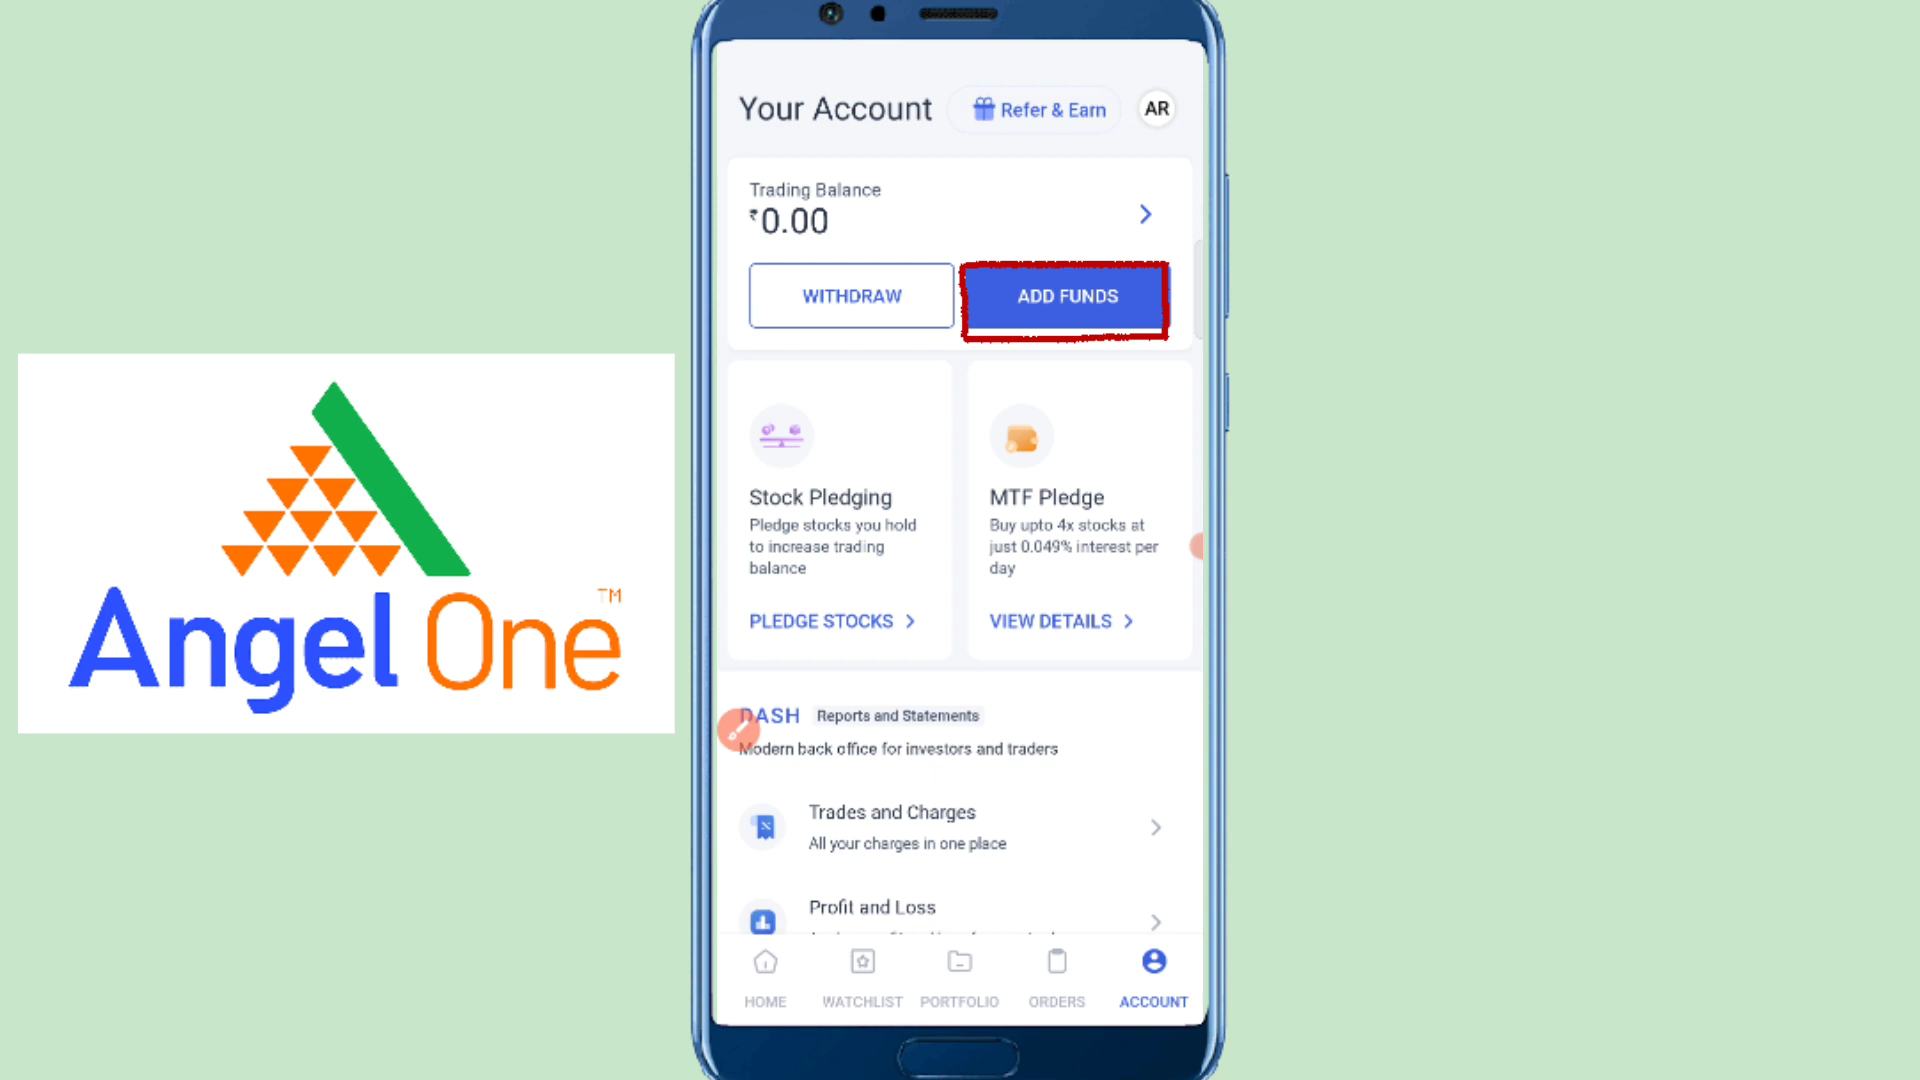 Your Account
Refer & Earn
AR
Trading Balance
₹0.00
WITHDRAW
ADD FUNDS
Stock Pledging
Pledge stocks you hold
to increase trading
balance
PLEDGE STOCKS
MTF Pledge
Buy upto 4x stocks at
just 0.049% interest per
day
VIEW DETAILS
Angel One™
DASH
Reports and Statements
Modern back office for investors and traders
Trades and Charges
All your charges in one place
Profit and Loss
HOME
WATCHLIST
PORTFOLIO
ORDERS
ACCOUNT